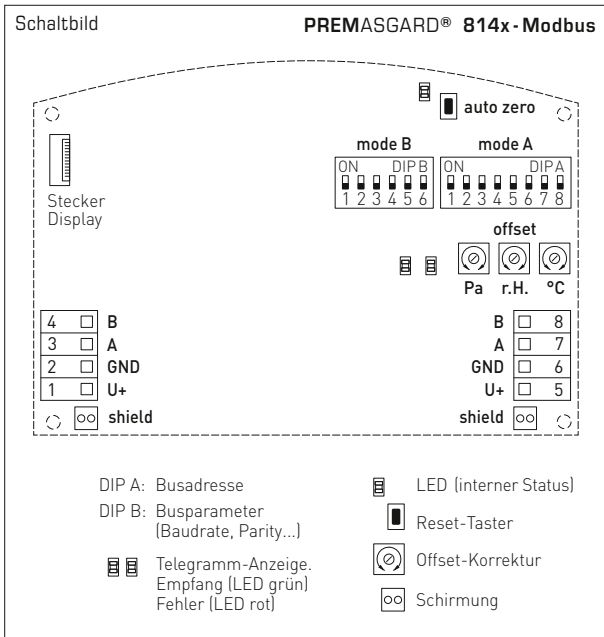 Schaltbild PREMASGARD® 814x - Modbus
auto zero
mode B mode A
ON DIP B ON DIP A
1 2 3 4 5 6 1 2 3 4 5 6 7 8
Stecker
Display
offset
Pa r.H. °C
4 B B 8
3 A A 7
2 GND GND 6
1 U+ U+ 5
shield shield
DIP A: Busadresse
DIP B: Busparameter
(Baudrate, Parity...)
Telegramm-Anzeige.
Empfang (LED grün)
Fehler (LED rot)
LED (interner Status)
Reset-Taster
Offset-Korrektur
Schirmung